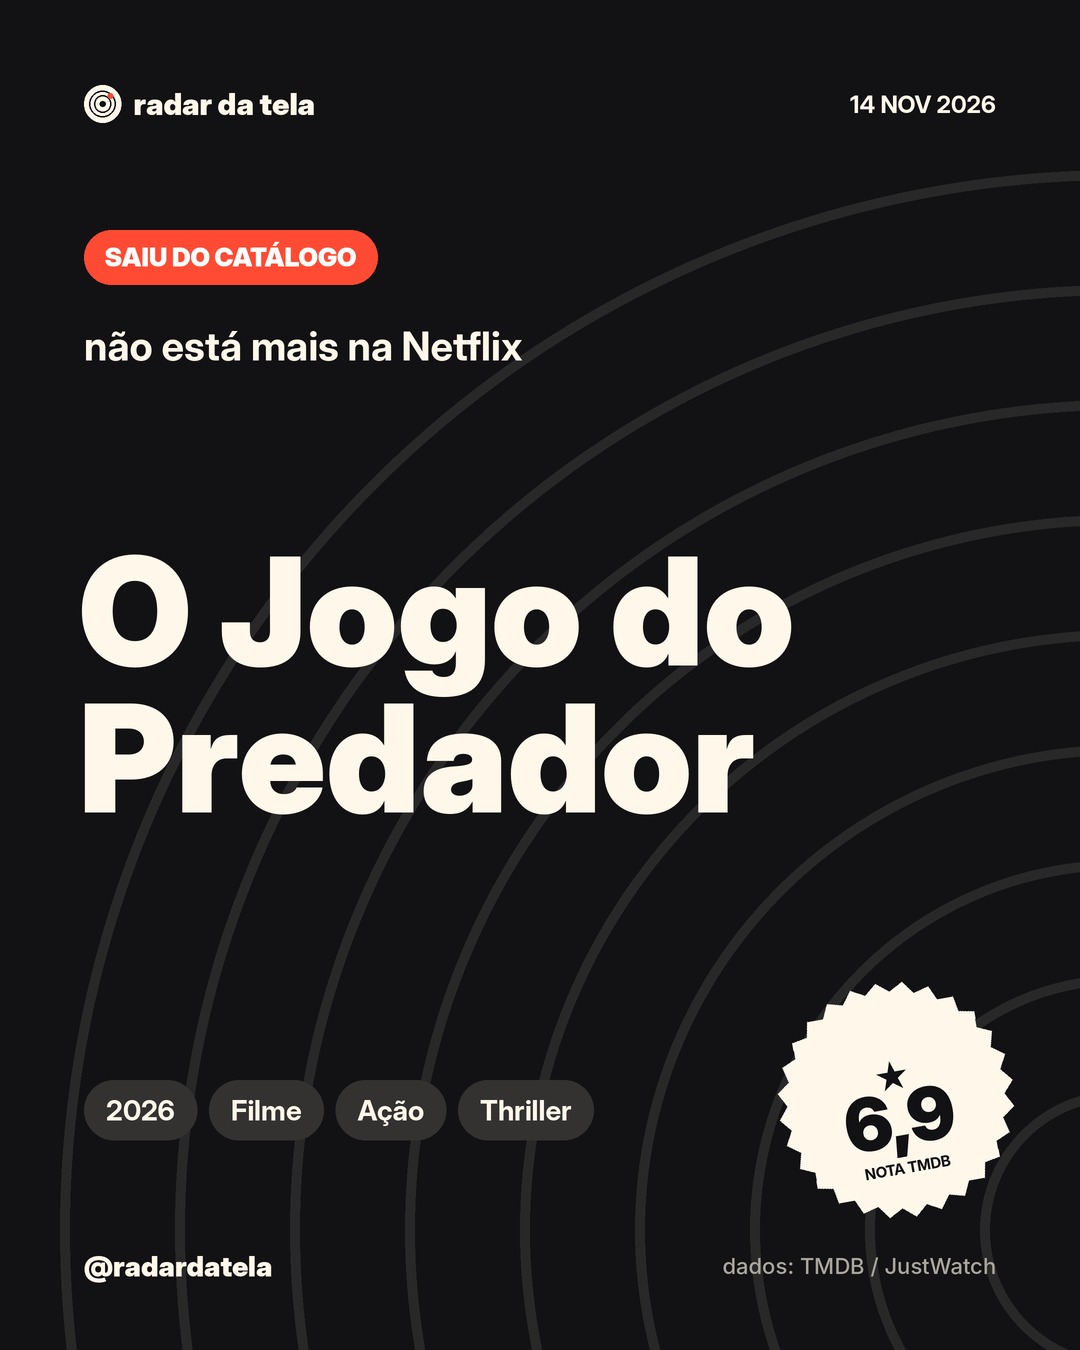 radar da tela
14 NOV 2026
SAIU DO CATÁLOGO
não está mais na Netflix
O Jogo do
Predador
2026
Filme
Ação
Thriller
★
6,9
NOTA TMDB
@radardatela
dados: TMDB / JustWatch